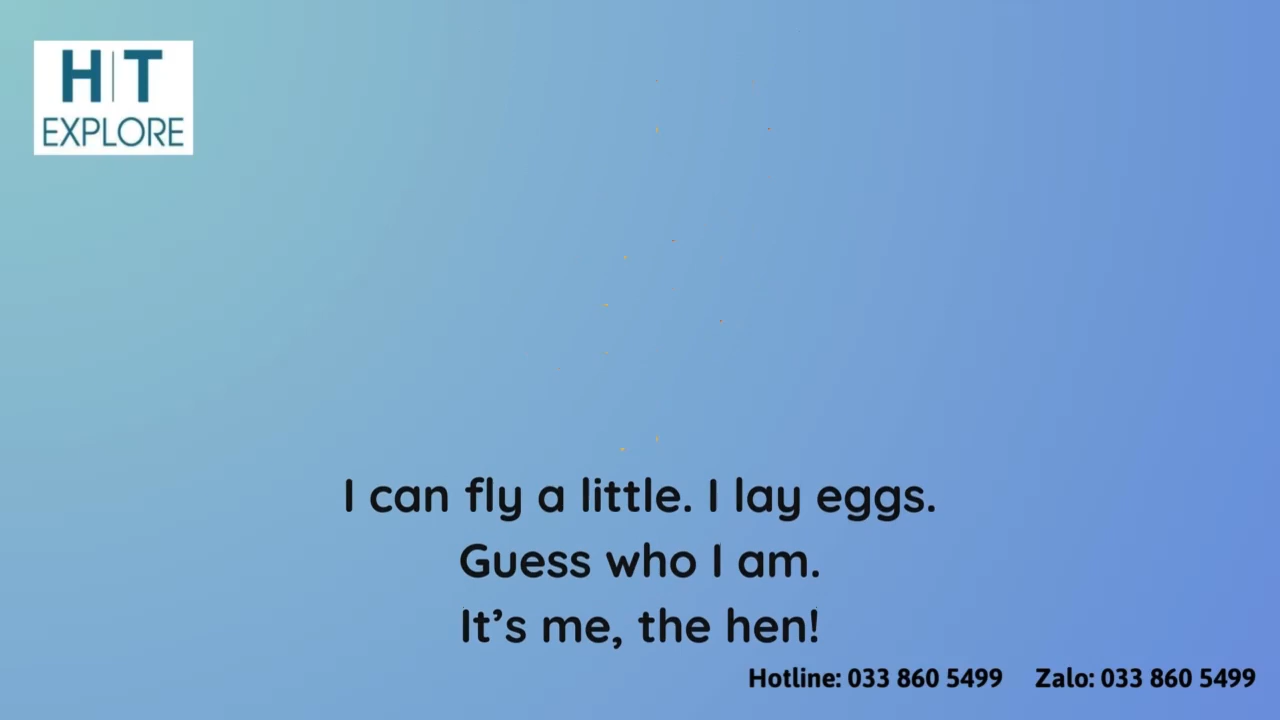 H|T
EXPLORE
I can fly a little. I lay eggs.
Guess who I am.
It's me, the hen!
Hotline: 033 860 5499 Zalo: 033 860 5499